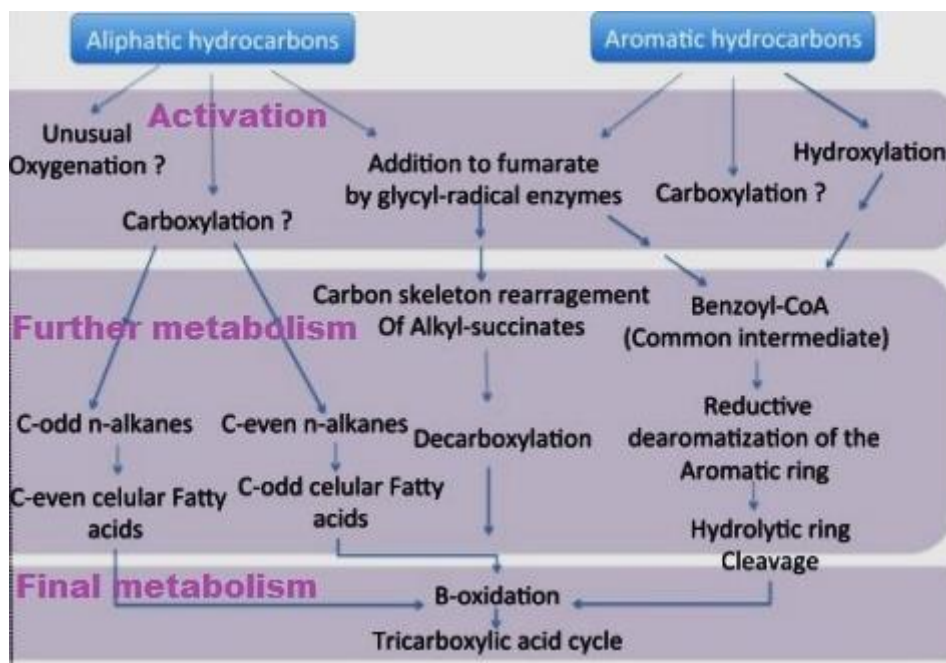 Aliphatic hydrocarbons
Aromatic hydrocarbons
Activation
Unusual
Oxygenation ?
Carboxylation ?
Addition to fumarate
by glycyl-radical enzymes
Carboxylation ?
Hydroxylation
Further metabolism
Carbon skeleton rearragement
Of Alkyl-succinates
Benzoyl-CoA
(Common intermediate)
C-odd n-alkanes
C-even n-alkanes
Decarboxylation
Reductive
dearomatization of the
Aromatic ring
C-even celular Fatty
acids
C-odd celular Fatty
acids
Hydrolytic ring
Cleavage
Final metabolism
B-oxidation
Tricarboxylic acid cycle